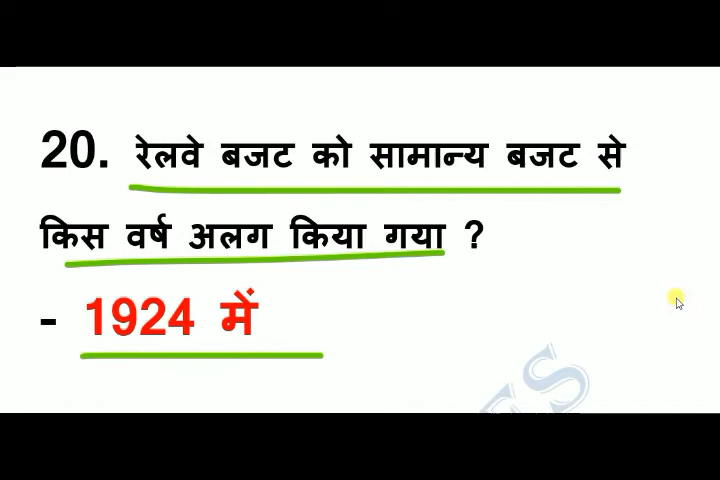 20. रेलवे बजट को सामान्य बजट से
किस वर्ष अलग किया गया ?
- 1924 में